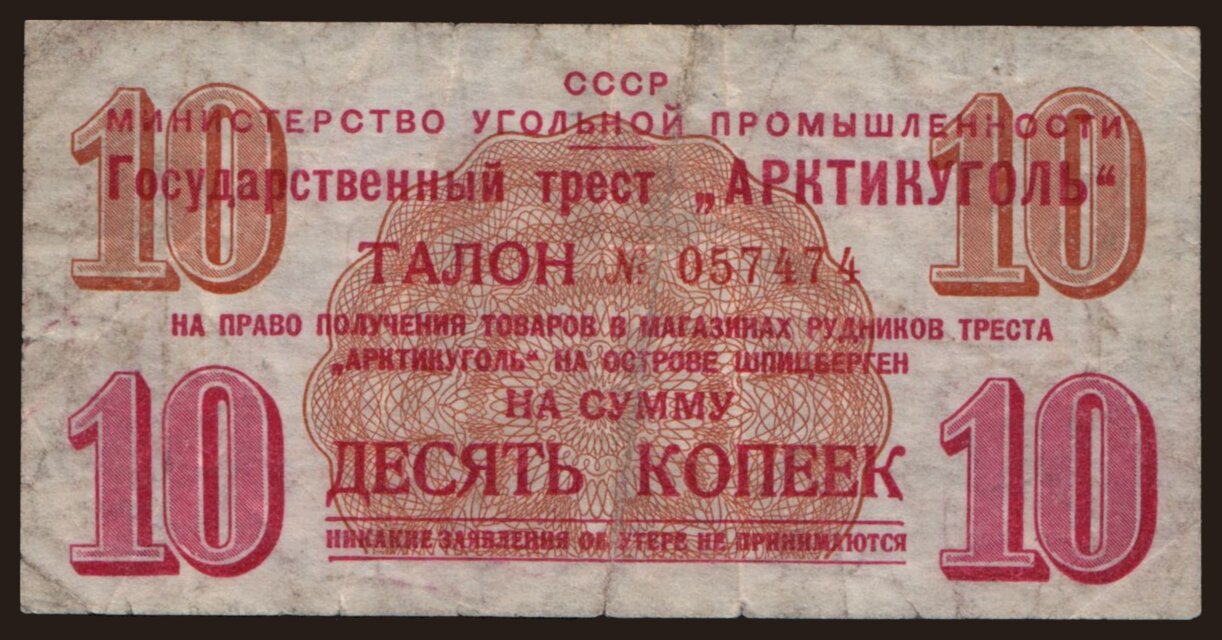 СССР
МИНИСТЕРСТВО УГОЛЬНОЙ ПРОМЫШЛЕННОСТИ
10 10
Государственный трест „АРКТИКУГОЛЬ“
ТАЛОН № 057474
НА ПРАВО ПОЛУЧЕНИЯ ТОВАРОВ В МАГАЗИНАХ РУДНИКОВ ТРЕСТА
„АРКТИКУГОЛЬ“ НА ОСТРОВЕ ШПИЦБЕРГЕН
НА СУММУ
10 10
ДЕСЯТЬ КОПЕЕК
НИКАКИЕ ЗАЯВЛЕНИЯ ОБ УТЕРЕ НЕ ПРИНИМАЮТСЯ